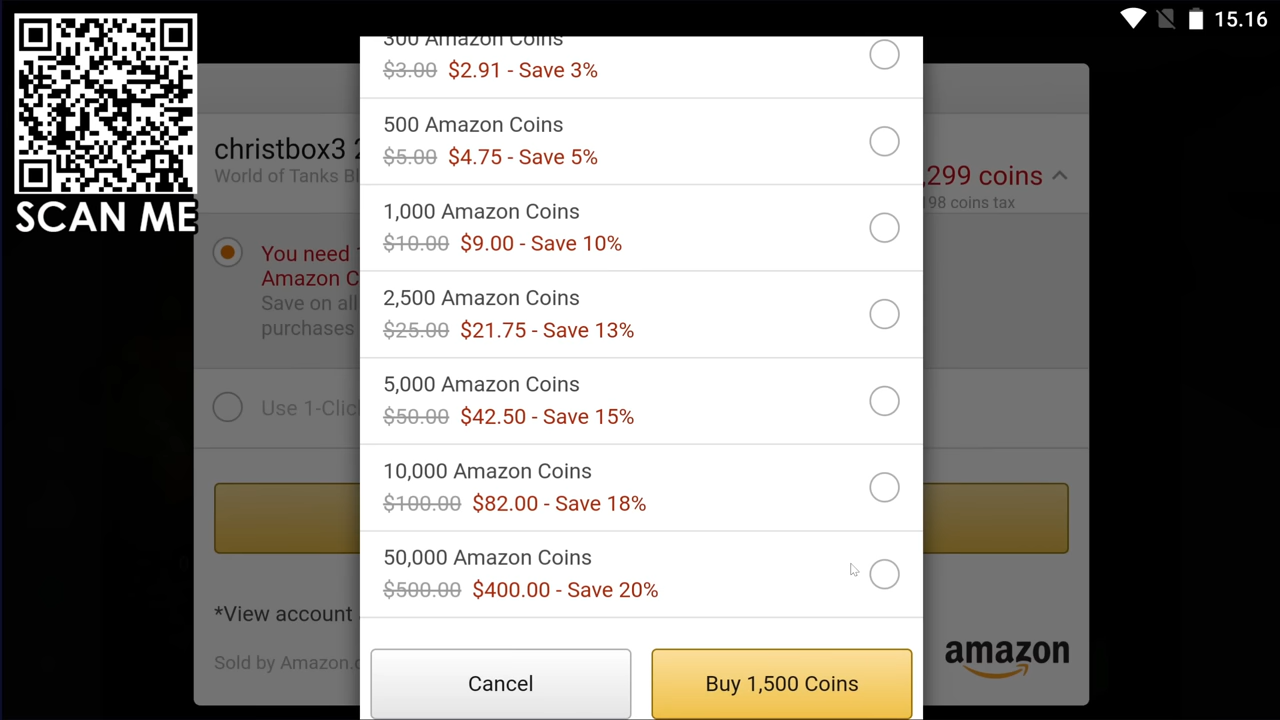 15.16
SCAN ME
christbox3
World of Tanks Bl
,299 coins
198 coins tax
You need
Amazon C
Save on all
purchases
Use 1-Clic
*View account
Sold by Amazon.c
amazon
300 Amazon Coins
$3.00 $2.91 - Save 3%
500 Amazon Coins
$5.00 $4.75 - Save 5%
1,000 Amazon Coins
$10.00 $9.00 - Save 10%
2,500 Amazon Coins
$25.00 $21.75 - Save 13%
5,000 Amazon Coins
$50.00 $42.50 - Save 15%
10,000 Amazon Coins
$100.00 $82.00 - Save 18%
50,000 Amazon Coins
$500.00 $400.00 - Save 20%
Cancel
Buy 1,500 Coins